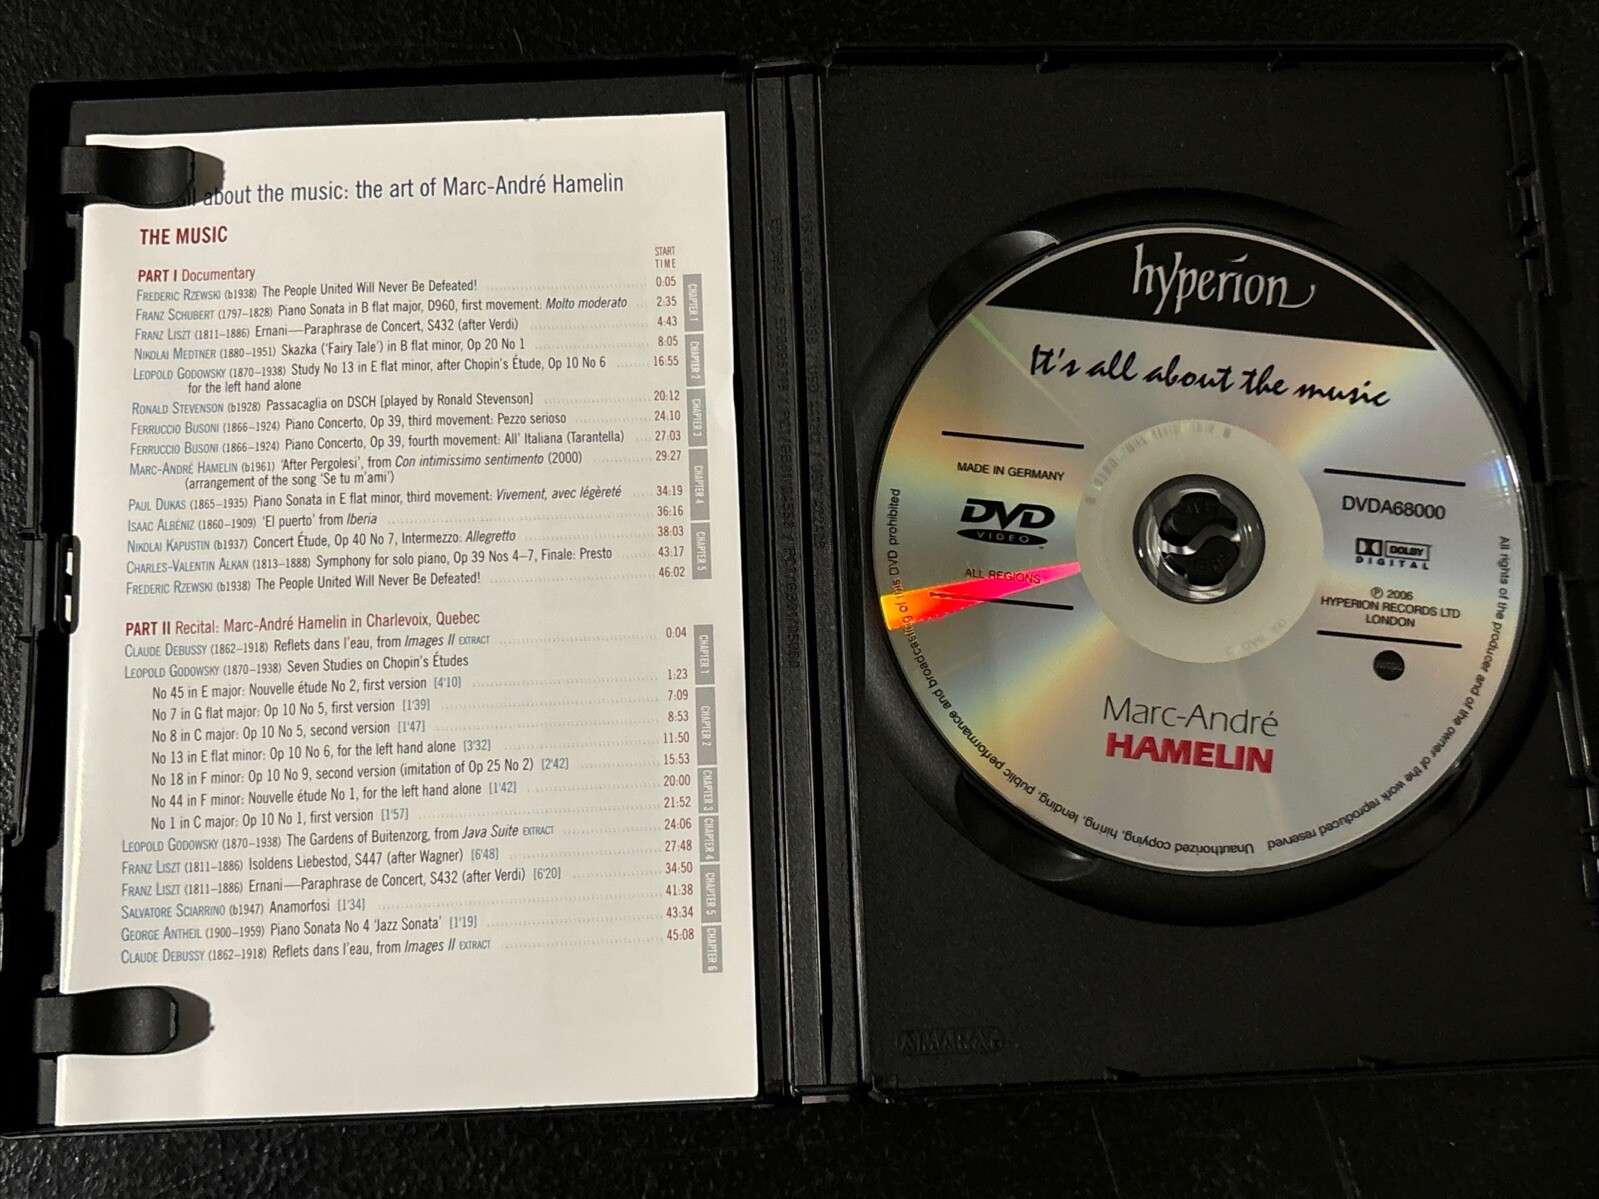 all about the music: the art of Marc-André Hamelin
THE MUSIC
START
TIME
PART I Documentary
FREDERIC RZEWSKI (b1938) The People United Will Never Be Defeated! 0:05
FRANZ SCHUBERT (1797–1828) Piano Sonata in B flat major, D960, first movement: Molto moderato 2:35
FRANZ LISZT (1811–1886) Ernani—Paraphrase de Concert, S432 (after Verdi) 4:43
NIKOLAI MEDTNER (1880–1951) Skazka (‘Fairy Tale’) in B flat minor, Op 20 No 1 8:05
LEOPOLD GODOWSKY (1870–1938) Study No 13 in E flat minor, after Chopin's Étude, Op 10 No 6 16:55
for the left hand alone
RONALD STEVENSON (b1928) Passacaglia on DSCH [played by Ronald Stevenson] 20:12
FERRUCCIO BUSONI (1866–1924) Piano Concerto, Op 39, third movement: Pezzo serioso 24:10
FERRUCCIO BUSONI (1866–1924) Piano Concerto, Op 39, fourth movement: All' Italiana (Tarantella) 27:03
MARC-ANDRÉ HAMELIN (b1961) ‘After Pergolesi’, from Con intimissimo sentimento (2000) 29:27
(arrangement of the song ‘Se tu m'ami’)
PAUL DUKAS (1865–1935) Piano Sonata in E flat minor, third movement: Vivement, avec légèreté 34:19
ISAAC ALBÉNIZ (1860–1909) ‘El puerto’ from Iberia 36:16
NIKOLAI KAPUSTIN (b1937) Concert Étude, Op 40 No 7, Intermezzo: Allegretto 38:03
CHARLES-VALENTIN ALKAN (1813–1888) Symphony for solo piano, Op 39 Nos 4–7, Finale: Presto 43:17
FREDERIC RZEWSKI (b1938) The People United Will Never Be Defeated! 46:02
CHAPTER 1
CHAPTER 2
CHAPTER 3
CHAPTER 4
CHAPTER 5
PART II Recital: Marc-André Hamelin in Charlevoix, Quebec
CLAUDE DEBUSSY (1862–1918) Reflets dans l'eau, from Images II EXTRACT 0:04
LEOPOLD GODOWSKY (1870–1938) Seven Studies on Chopin's Études
No 45 in E major: Nouvelle étude No 2, first version [4'10] 1:23
No 7 in G flat major: Op 10 No 5, first version [1'39] 7:09
No 8 in C major: Op 10 No 5, second version [1'47] 8:53
No 13 in E flat minor: Op 10 No 6, for the left hand alone [3'32] 11:50
No 18 in F minor: Op 10 No 9, second version (imitation of Op 25 No 2) [2'42] 15:53
No 44 in F minor: Nouvelle étude No 1, for the left hand alone [1'42] 20:00
No 1 in C major: Op 10 No 1, first version [1'57] 21:52
LEOPOLD GODOWSKY (1870–1938) The Gardens of Buitenzorg, from Java Suite EXTRACT 24:06
FRANZ LISZT (1811–1886) Isoldens Liebestod, S447 (after Wagner) [6'48] 27:48
FRANZ LISZT (1811–1886) Ernani—Paraphrase de Concert, S432 (after Verdi) [6'20] 34:50
SALVATORE SCIARRINO (b1947) Anamorfosi [1'34] 41:38
GEORGE ANTHEIL (1900–1959) Piano Sonata No 4 ‘Jazz Sonata’ [1'19] 43:34
CLAUDE DEBUSSY (1862–1918) Reflets dans l'eau, from Images II EXTRACT 45:08
CHAPTER 1
CHAPTER 2
CHAPTER 3
CHAPTER 4
CHAPTER 5
CHAPTER 6
hyperion
It's all about the music
MADE IN GERMANY
DVD
VIDEO
ALL REGIONS
DVDA68000
DOLBY
DIGITAL
℗ 2006
HYPERION RECORDS LTD
LONDON
Marc-André
HAMELIN
All rights of the producer and of the owner of the work reproduced reserved
Unauthorized copying, hiring, lending, public performance and broadcasting of this DVD prohibited
AMARAY